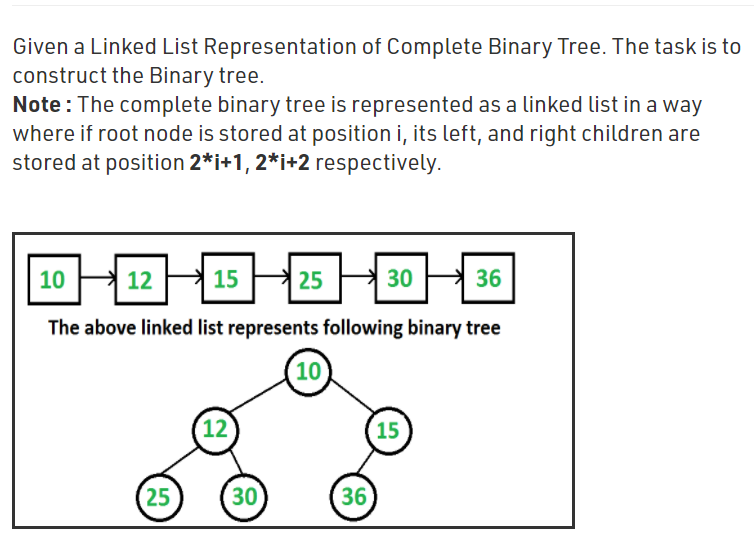 Given a Linked List Representation of Complete Binary Tree. The task is to
construct the Binary tree.
Note : The complete binary tree is represented as a linked list in a way
where if root node is stored at position i, its left, and right children are
stored at position 2*i+1, 2*i+2 respectively.
10 12 15 25 30 36
The above linked list represents following binary tree
10
12 15
25 30 36